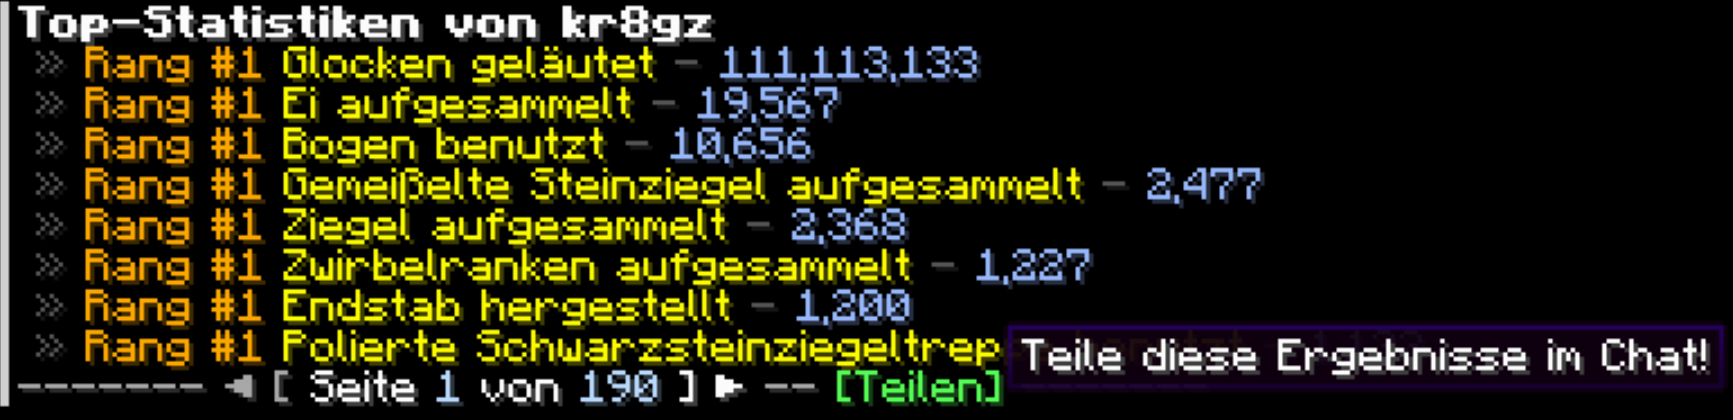 Top-Statistiken von kr8gz
» Rang #1 Glocken geläutet - 111,113,133
» Rang #1 Ei aufgesammelt - 19,567
» Rang #1 Bogen benutzt - 10,656
» Rang #1 Gemeißelte Steinziegel aufgesammelt - 2,477
» Rang #1 Ziegel aufgesammelt - 2,368
» Rang #1 Zwirbelranken aufgesammelt - 1,227
» Rang #1 Endstab hergestellt - 1,200
» Rang #1 Polierte Schwarzsteinziegeltrep
Teile diese Ergebnisse im Chat!
------- ◄ [ Seite 1 von 190 ] ► -- [Teilen]